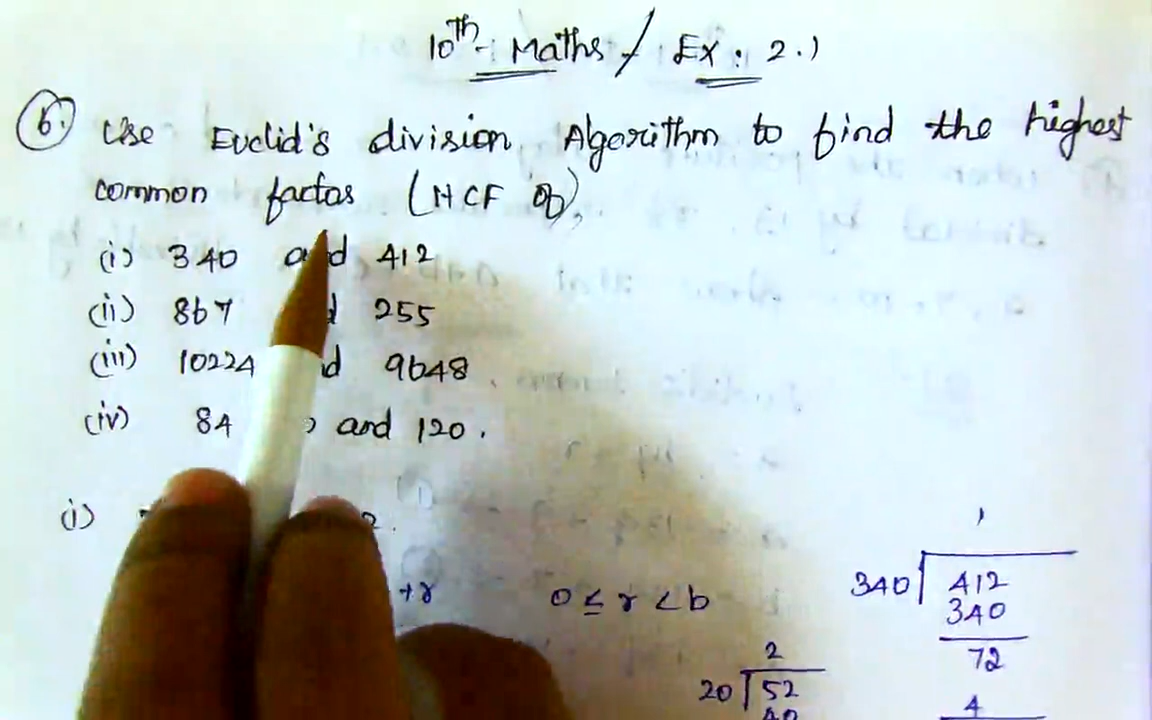 10th Maths / Ex: 2.1
6. Use Euclid's division Algorithm to find the highest
common factas (HCF of),
(i) 340 and 412
(ii) 867 255
(iii) 10224 9648
(iv) 84 and 120.
(i)
+r 0 ≤ r < b
1
340 412
340
72
2
20 52
40
4